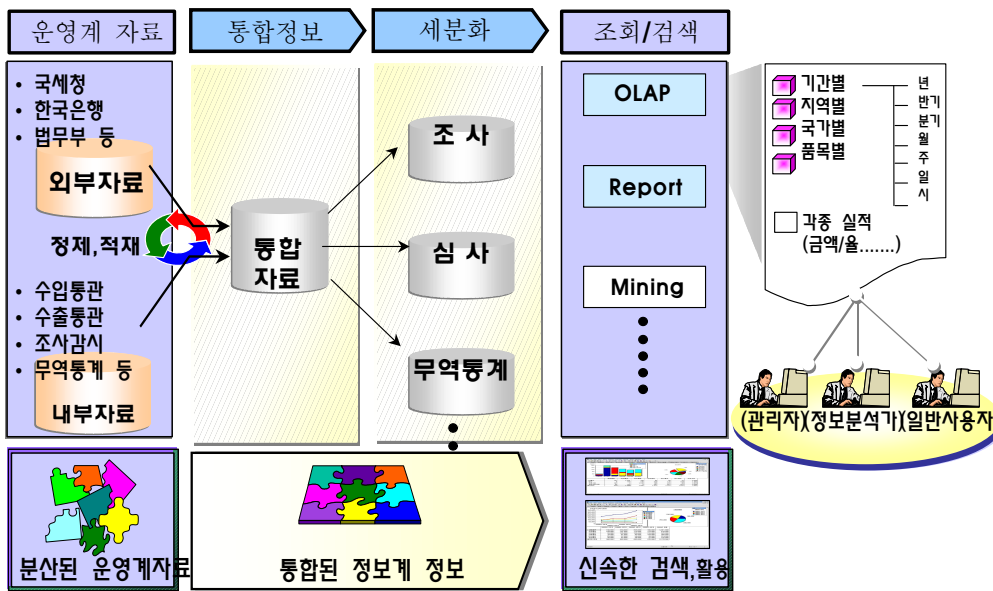 운영계 자료
통합정보
세분화
조회/검색
• 국세청
• 한국은행
• 법무부 등
외부자료
정제,적재
• 수입통관
• 수출통관
• 조사감시
• 무역통계 등
내부자료
통합
자료
조 사
심 사
무역통계
OLAP
Report
Mining
기간별
지역별
국가별
품목별
년
반기
분기
월
주
일
시
각종 실적
(금액/율.......)
(관리자)(정보분석가)(일반사용자
분산된 운영계자료
통합된 정보계 정보
신속한 검색,활용